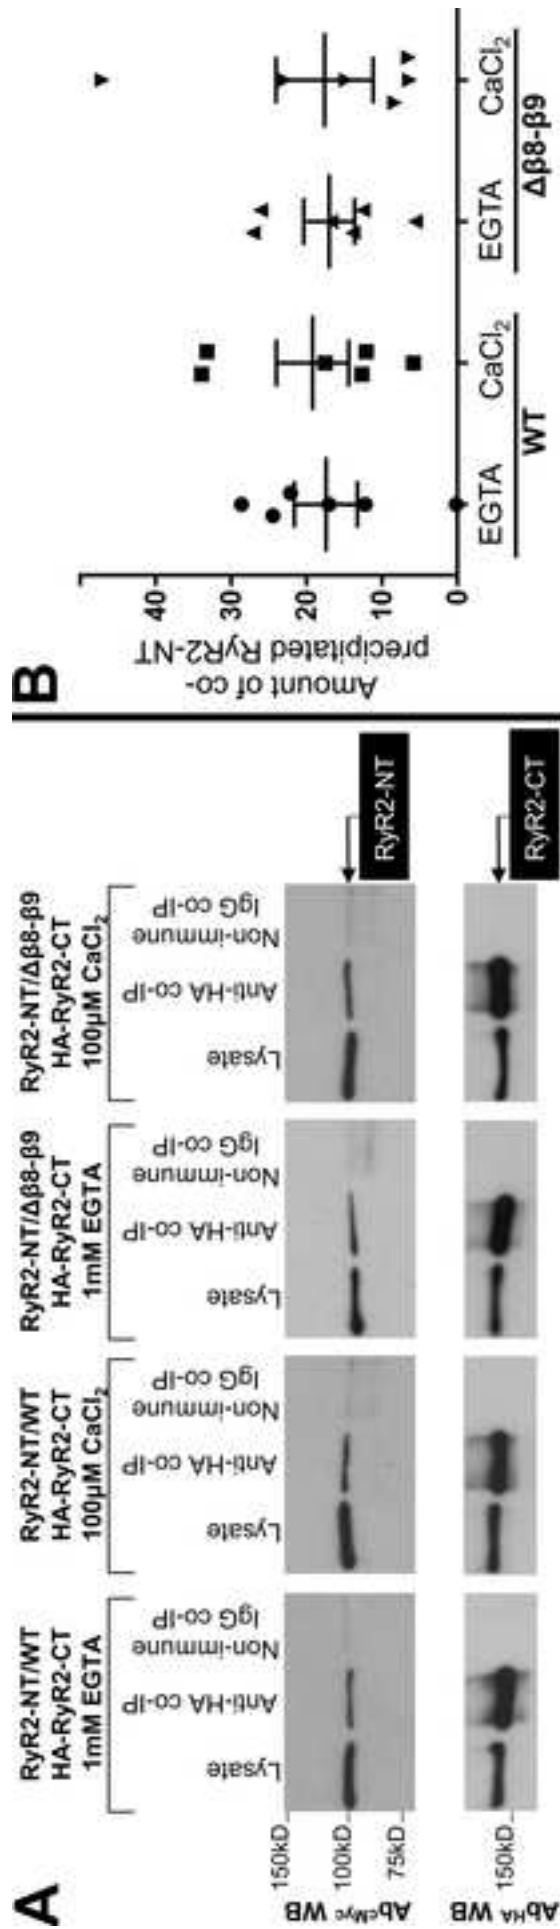 A
RyR2-NT/WT
HA-RyR2-CT
1mM EGTA
RyR2-NT/WT
HA-RyR2-CT
100µM CaCl₂
RyR2-NT/Δβ8-β9
HA-RyR2-CT
1mM EGTA
RyR2-NT/Δβ8-β9
HA-RyR2-CT
100µM CaCl₂
Lysate
Anti-HA co-IP
Non-immune
IgG co-IP
Lysate
Anti-HA co-IP
Non-immune
IgG co-IP
Lysate
Anti-HA co-IP
Non-immune
IgG co-IP
Lysate
Anti-HA co-IP
Non-immune
IgG co-IP
AbcMyc WB
150kD
100kD
75kD
RyR2-NT
AbHA WB
150kD
RyR2-CT
B
Amount of co-
precipitated RyR2-NT
40
30
20
10
0
EGTA
CaCl₂
EGTA
CaCl₂
WT
Δβ8-β9